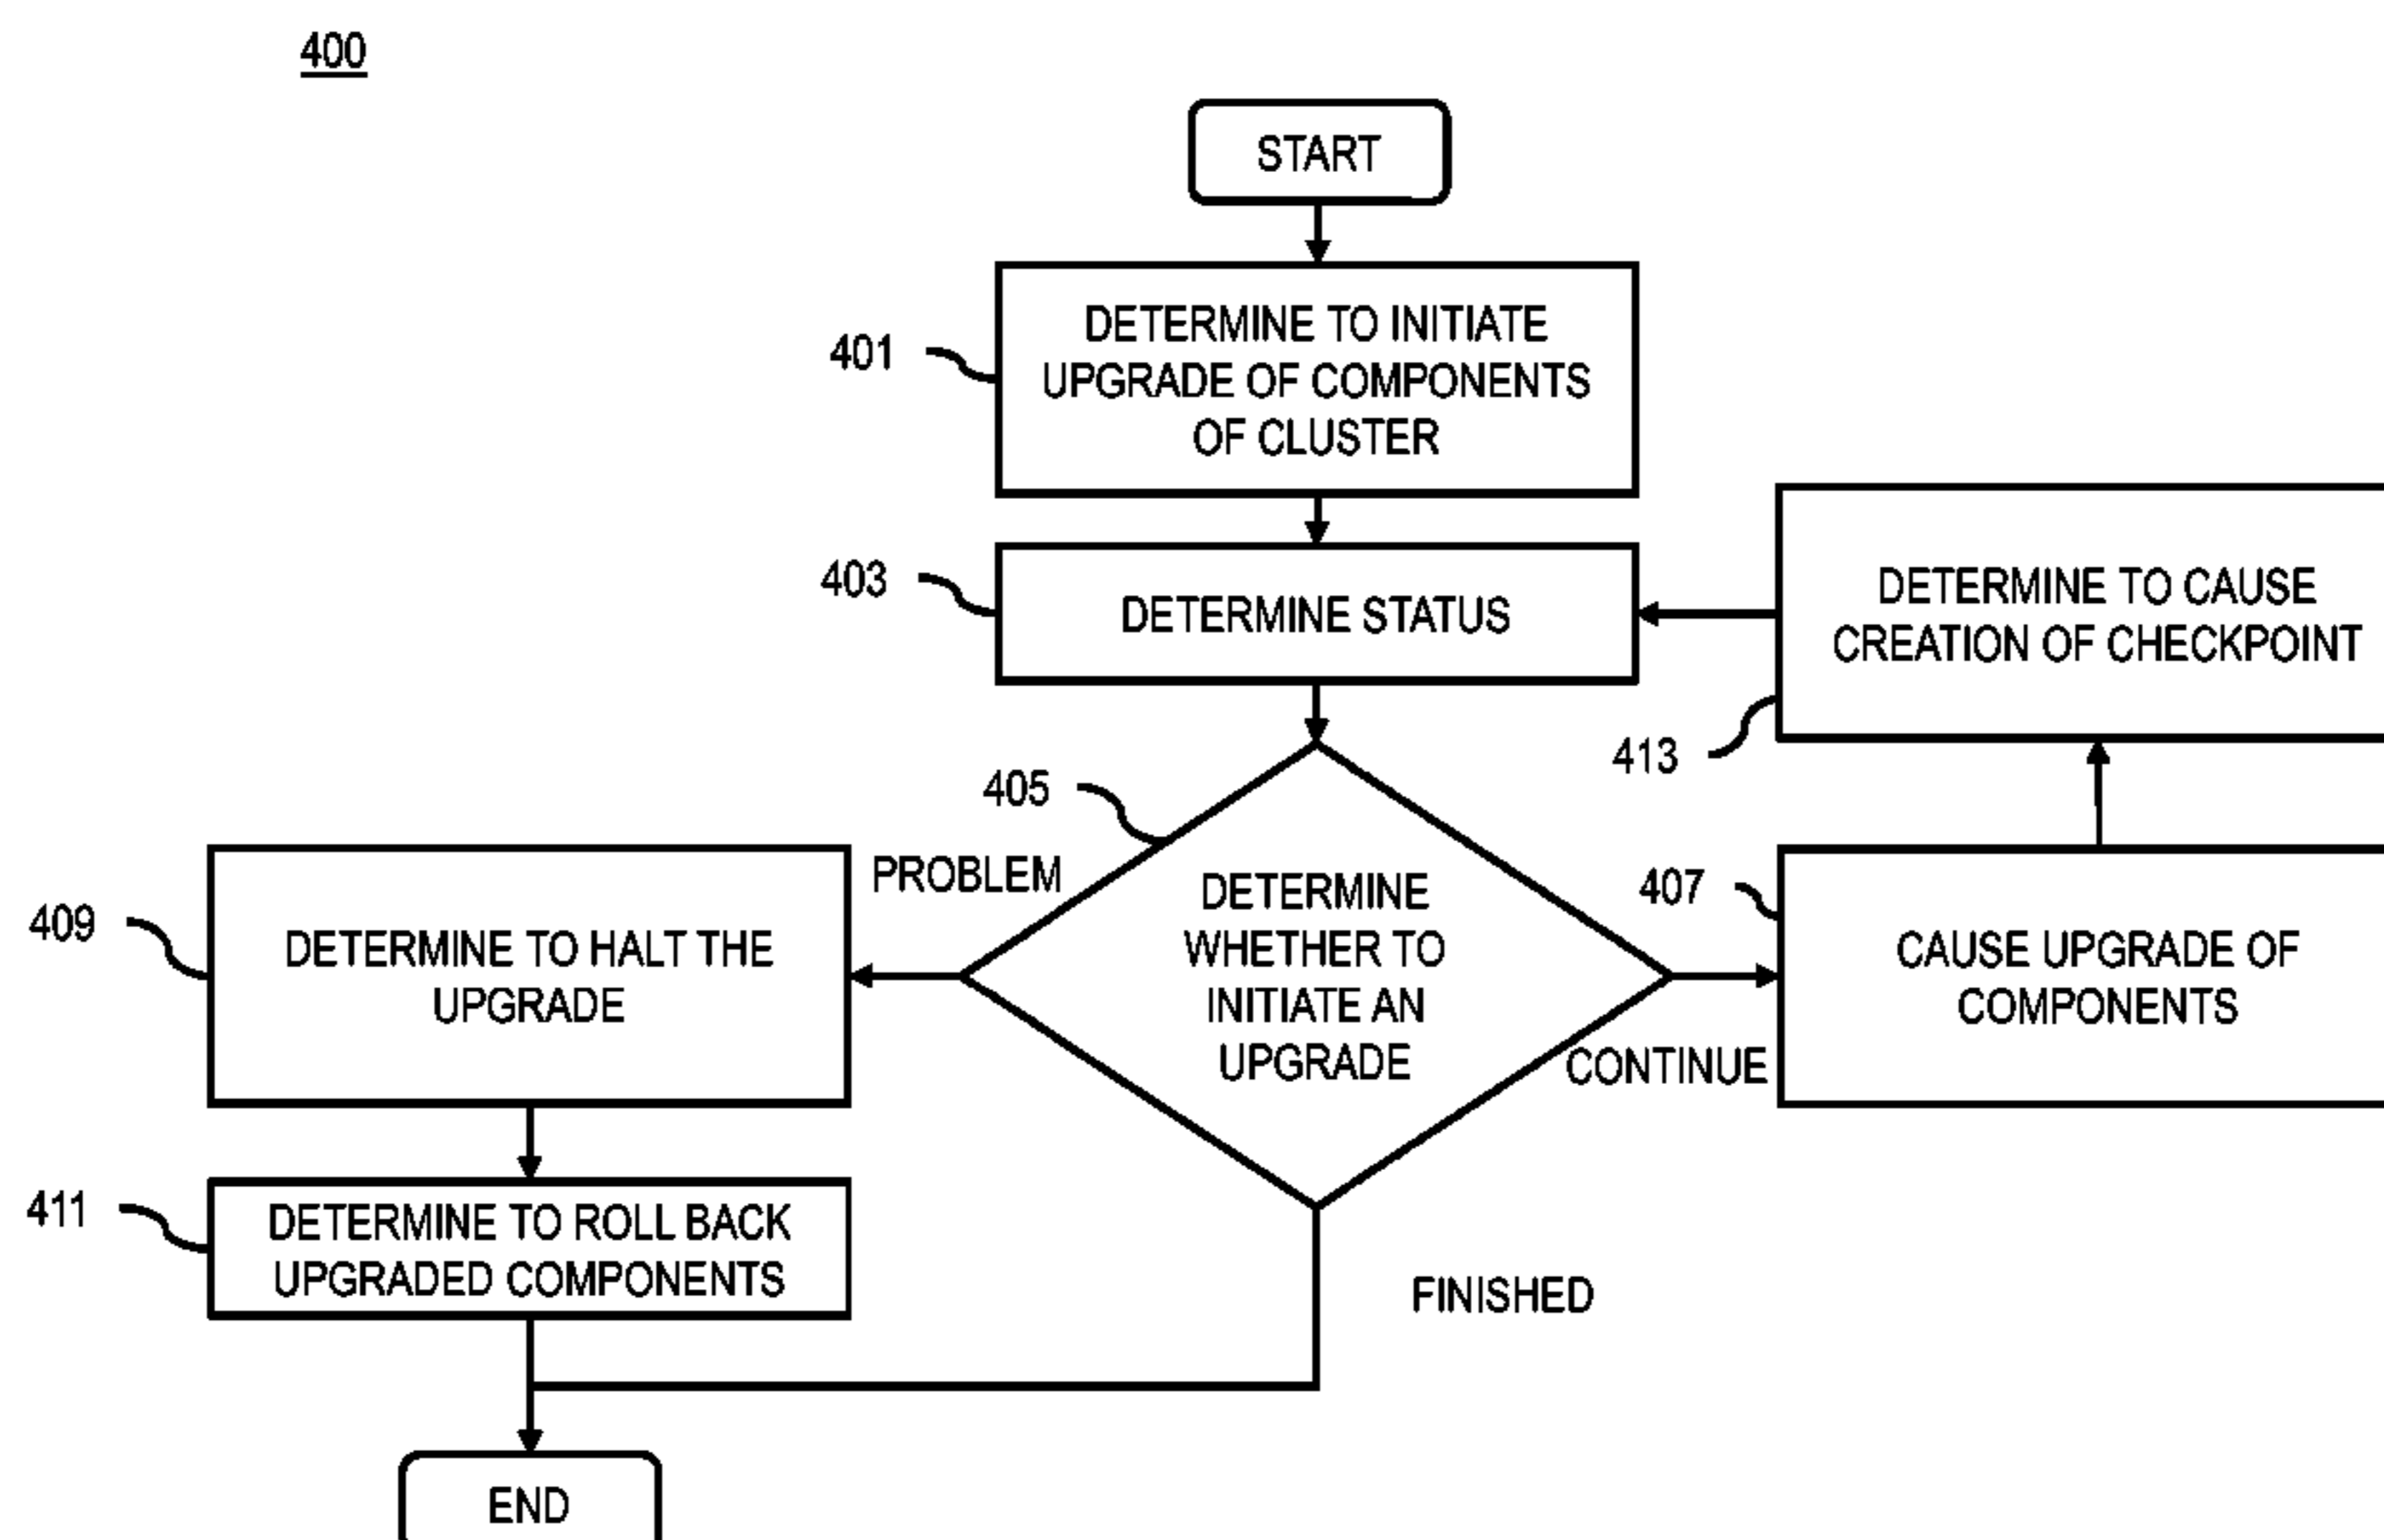 400
START
401
DETERMINE TO INITIATE
UPGRADE OF COMPONENTS
OF CLUSTER
403
DETERMINE STATUS
DETERMINE TO CAUSE
CREATION OF CHECKPOINT
413
405
PROBLEM
DETERMINE
WHETHER TO
INITIATE AN
UPGRADE
407
CONTINUE
CAUSE UPGRADE OF
COMPONENTS
409
DETERMINE TO HALT THE
UPGRADE
411
DETERMINE TO ROLL BACK
UPGRADED COMPONENTS
FINISHED
END